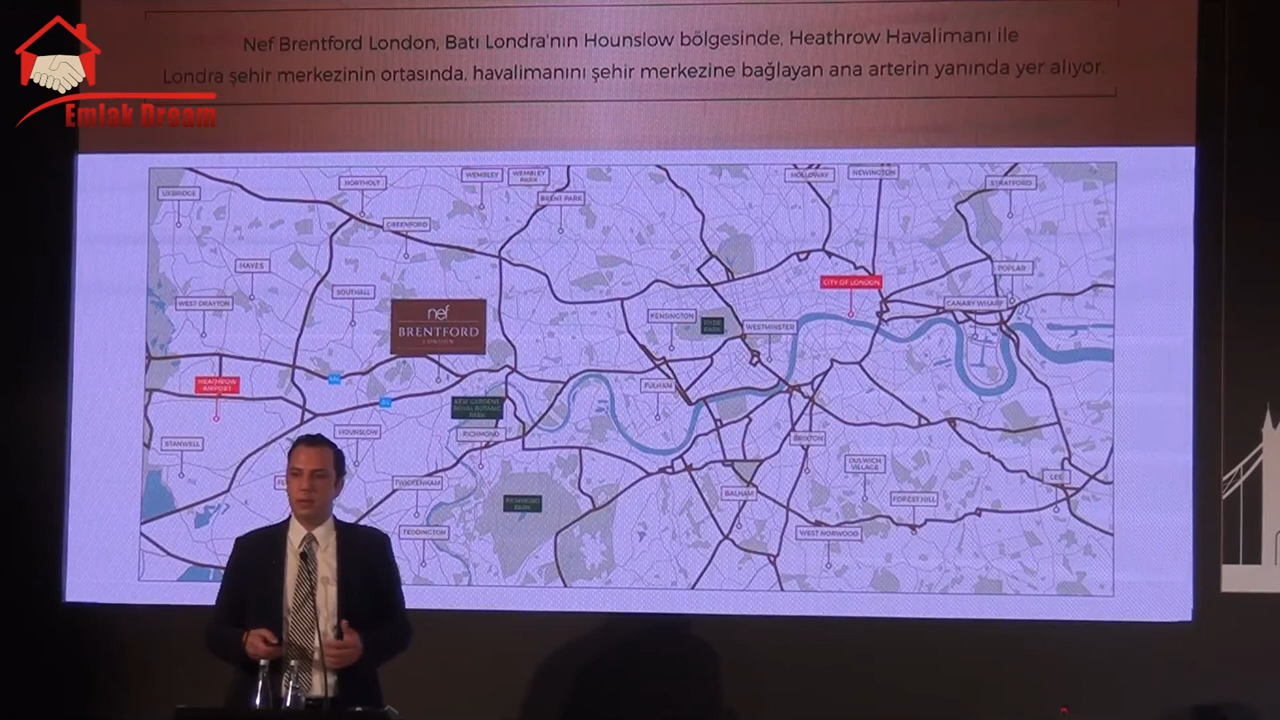 Nef Brentford London, Batı Londra'nın Hounslow bölgesinde, Heathrow Havalimanı ile
Londra şehir merkezinin ortasında, havalimanını şehir merkezine bağlayan ana arterin yanında yer alıyor.
Emlak Dream
UXBRIDGE
NORTHOLT
WEMBLEY
WEMBLEY
PARK
BRENT PARK
HOLLOWAY
NEWINGTON
STRATFORD
GREENFORD
HAYES
SOUTHALL
WEST DRAYTON
nef
BRENTFORD
LONDON
KENSINGTON
HYDE
PARK
WESTMINSTER
CITY OF LONDON
POPLAR
CANARY WHARF
HEATHROW
AIRPORT
FULHAM
KEW GARDENS
ROYAL BOTANIC
PARK
RICHMOND
HOUNSLOW
STANWELL
TWICKENHAM
TEDDINGTON
RICHMOND
PARK
BRIXTON
BALHAM
DULWICH
VILLAGE
FOREST HILL
WEST NORWOOD
LEE